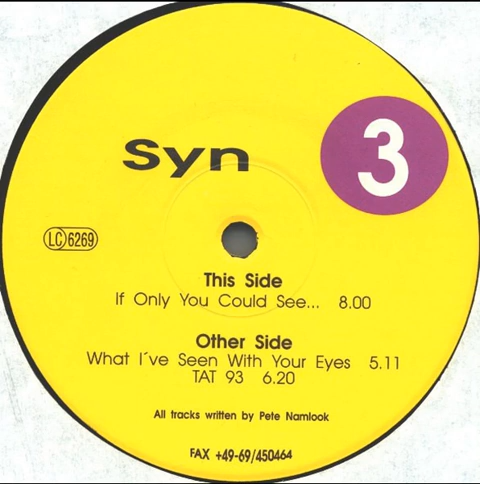 Syn
3
LC 6269
This Side
If Only You Could See... 8.00
Other Side
What I´ve Seen With Your Eyes 5.11
TAT 93 6.20
All tracks written by Pete Namlook
FAX +49-69/450464